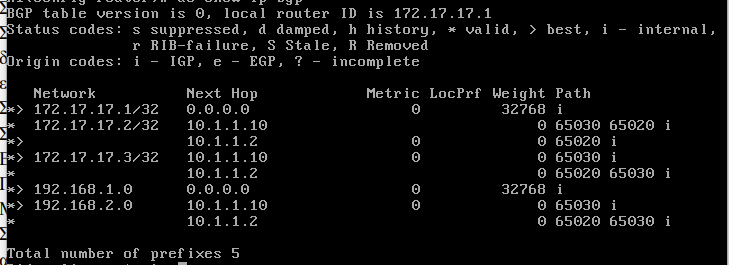 BGP table version is 0, local router ID is 172.17.17.1
Status codes: s suppressed, d damped, h history, * valid, > best, i - internal,
              r RIB-failure, S Stale, R Removed
Origin codes: i - IGP, e - EGP, ? - incomplete

   Network          Next Hop            Metric LocPrf Weight Path
*> 172.17.17.1/32   0.0.0.0                  0         32768 i
*  172.17.17.2/32   10.1.1.10                              0 65030 65020 i
*>                  10.1.1.2                 0             0 65020 i
*> 172.17.17.3/32   10.1.1.10                0             0 65030 i
*                   10.1.1.2                               0 65020 65030 i
*> 192.168.1.0      0.0.0.0                  0         32768 i
*> 192.168.2.0      10.1.1.10                0             0 65030 i
*                   10.1.1.2                               0 65020 65030 i

Total number of prefixes 5